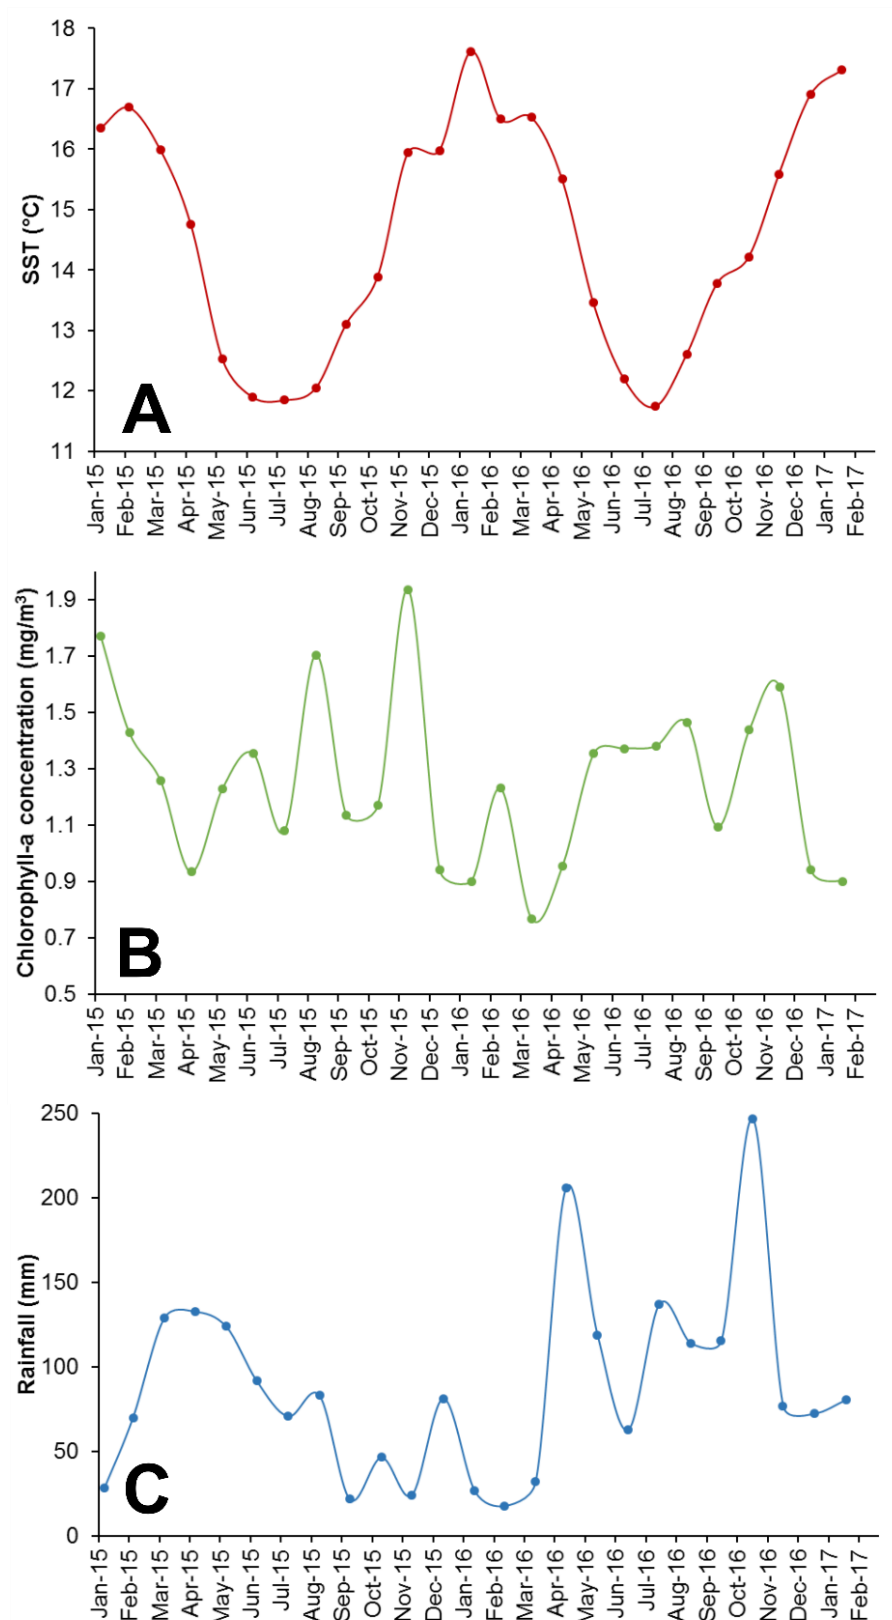 18
17
16
15
14
13
12
11
SST (°C)
A
Jan-15
Feb-15
Mar-15
Apr-15
May-15
Jun-15
Jul-15
Aug-15
Sep-15
Oct-15
Nov-15
Dec-15
Jan-16
Feb-16
Mar-16
Apr-16
May-16
Jun-16
Jul-16
Aug-16
Sep-16
Oct-16
Nov-16
Dec-16
Jan-17
Feb-17
1.9
1.7
1.5
1.3
1.1
0.9
0.7
0.5
Chlorophyll-a concentration (mg/m³)
B
Jan-15
Feb-15
Mar-15
Apr-15
May-15
Jun-15
Jul-15
Aug-15
Sep-15
Oct-15
Nov-15
Dec-15
Jan-16
Feb-16
Mar-16
Apr-16
May-16
Jun-16
Jul-16
Aug-16
Sep-16
Oct-16
Nov-16
Dec-16
Jan-17
Feb-17
250
200
150
100
50
0
Rainfall (mm)
C
Jan-15
Feb-15
Mar-15
Apr-15
May-15
Jun-15
Jul-15
Aug-15
Sep-15
Oct-15
Nov-15
Dec-15
Jan-16
Feb-16
Mar-16
Apr-16
May-16
Jun-16
Jul-16
Aug-16
Sep-16
Oct-16
Nov-16
Dec-16
Jan-17
Feb-17